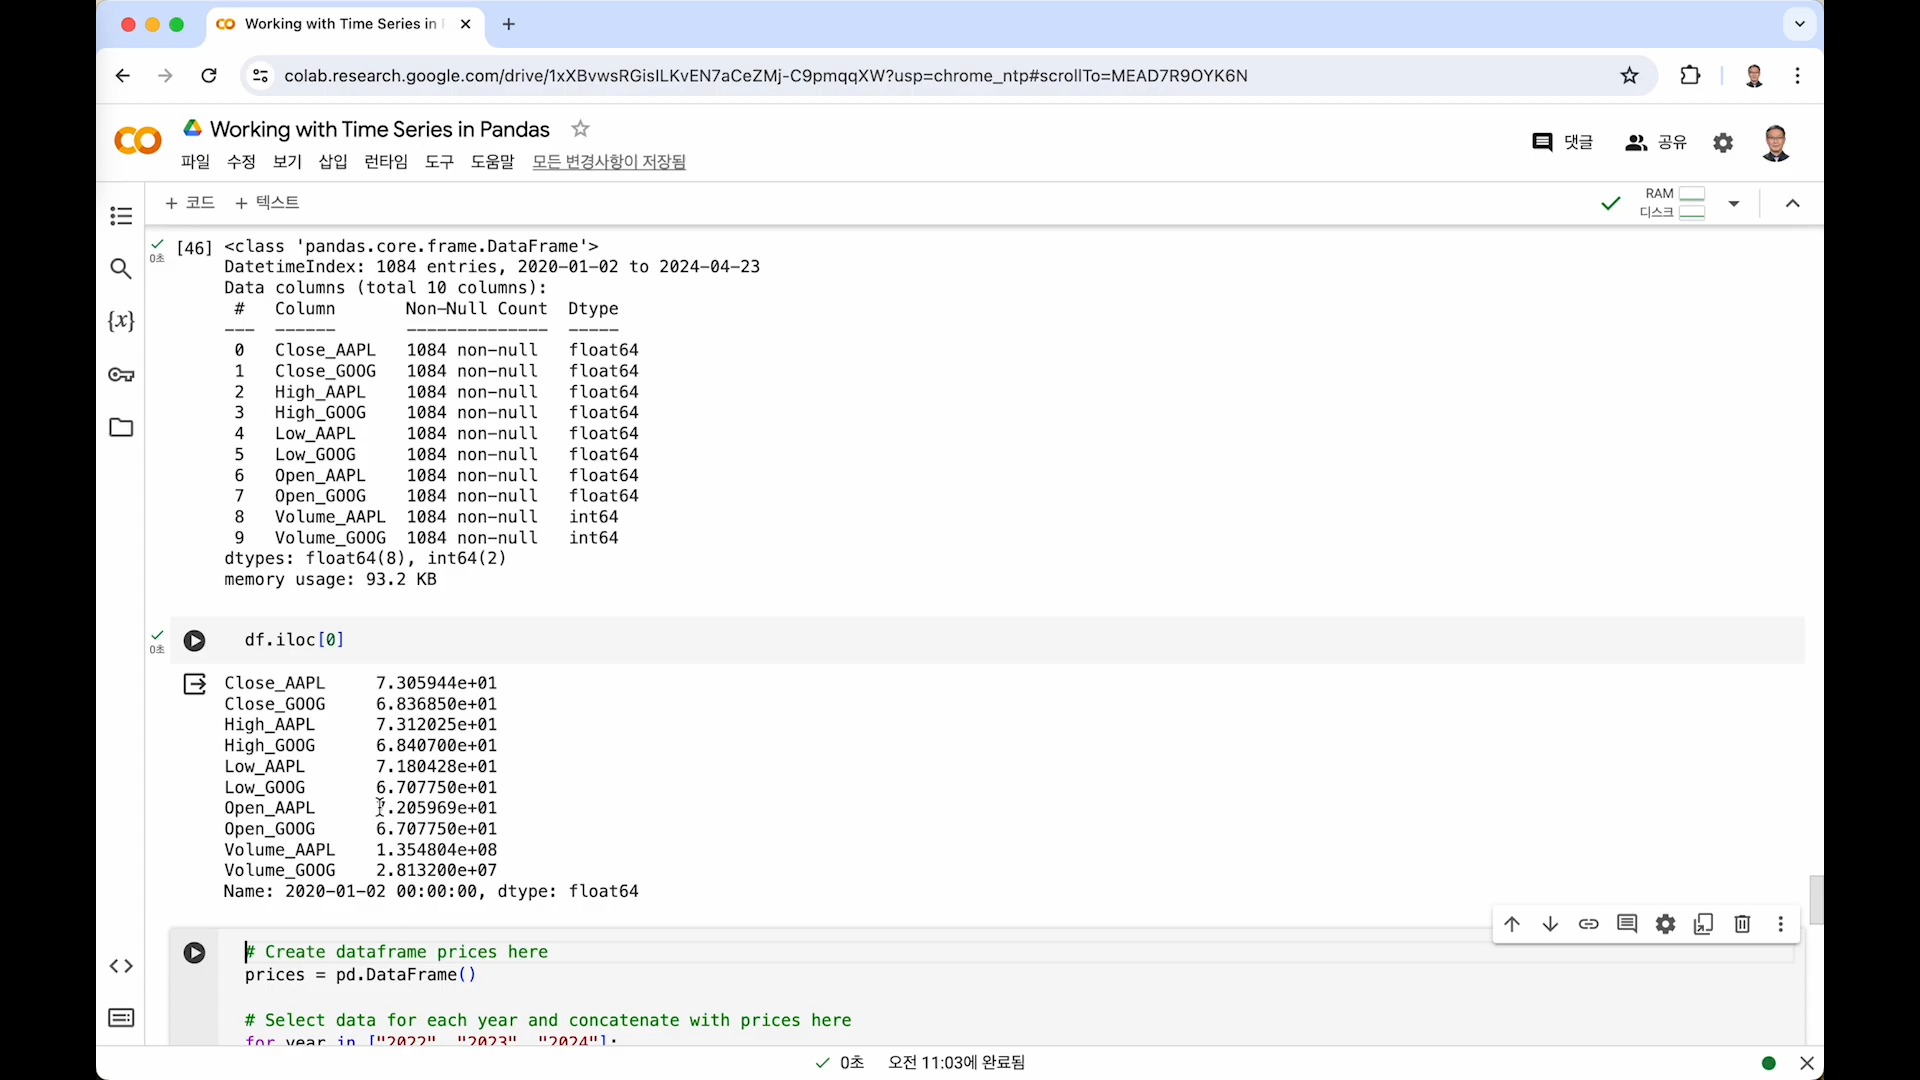 Working with Time Series in
colab.research.google.com/drive/1xXBvwsRGisILKvEN7aCeZMj-C9pmqqXW?usp=chrome_ntp#scrollTo=MEAD7R9OYK6N
Working with Time Series in Pandas
댓글 공유
파일 수정 보기 삽입 런타임 도구 도움말 모든 변경사항이 저장됨
+ 코드 + 텍스트
RAM
디스크
[46] <class 'pandas.core.frame.DataFrame'>
0초
DatetimeIndex: 1084 entries, 2020-01-02 to 2024-04-23
Data columns (total 10 columns):
# Column Non-Null Count Dtype
--- ------ -------------- -----
0 Close_AAPL 1084 non-null float64
1 Close_GOOG 1084 non-null float64
2 High_AAPL 1084 non-null float64
3 High_GOOG 1084 non-null float64
4 Low_AAPL 1084 non-null float64
5 Low_GOOG 1084 non-null float64
6 Open_AAPL 1084 non-null float64
7 Open_GOOG 1084 non-null float64
8 Volume_AAPL 1084 non-null int64
9 Volume_GOOG 1084 non-null int64
dtypes: float64(8), int64(2)
memory usage: 93.2 KB
df.iloc[0]
0초
Close_AAPL 7.305944e+01
Close_GOOG 6.836850e+01
High_AAPL 7.312025e+01
High_GOOG 6.840700e+01
Low_AAPL 7.180428e+01
Low_GOOG 6.707750e+01
Open_AAPL 7.205969e+01
Open_GOOG 6.707750e+01
Volume_AAPL 1.354804e+08
Volume_GOOG 2.813200e+07
Name: 2020-01-02 00:00:00, dtype: float64
# Create dataframe prices here
prices = pd.DataFrame()
# Select data for each year and concatenate with prices here
for year in ["2022", "2023", "2024"]:
0초 오전 11:03에 완료됨